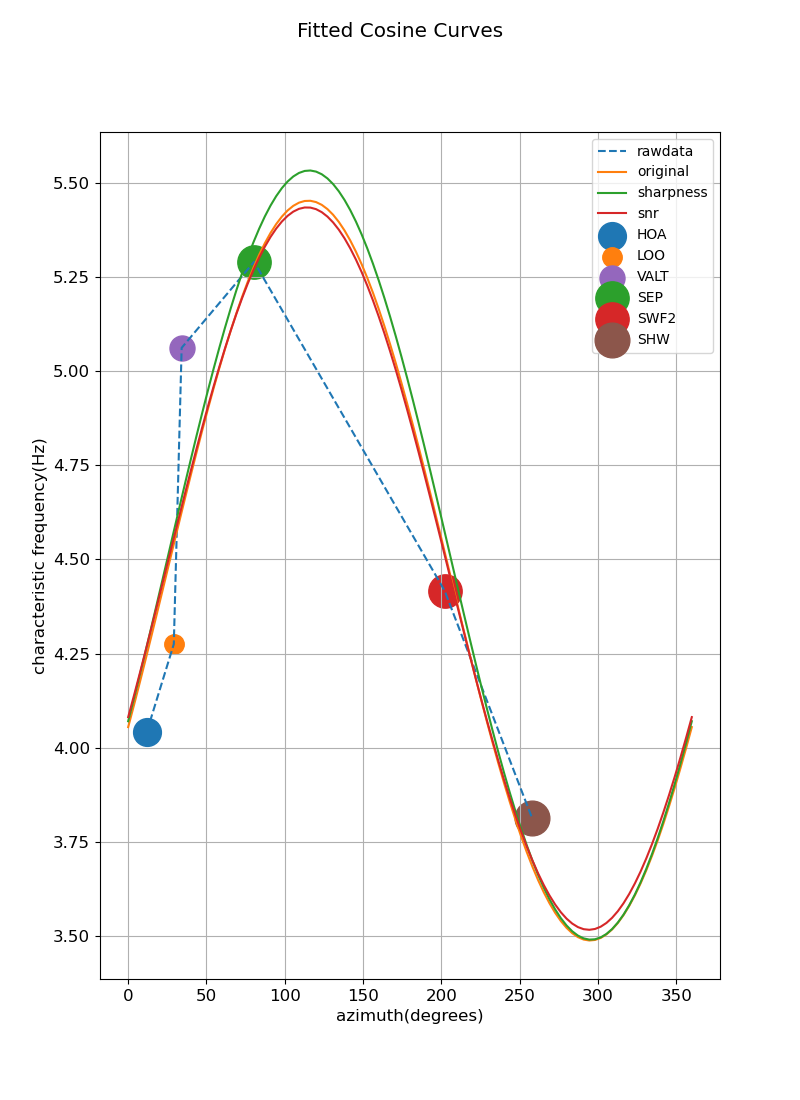 Fitted Cosine Curves
characteristic frequency(Hz)
5.50
5.25
5.00
4.75
4.50
4.25
4.00
3.75
3.50
rawdata
original
sharpness
snr
HOA
LOO
VALT
SEP
SWF2
SHW
0 50 100 150 200 250 300 350
azimuth(degrees)